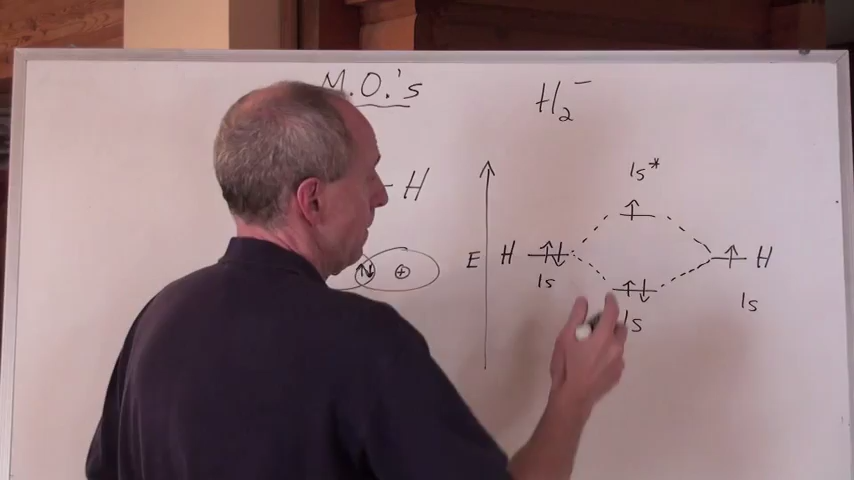 M.O.'s
H₂⁻
1s*
-H
E H H
1s 1s
1s